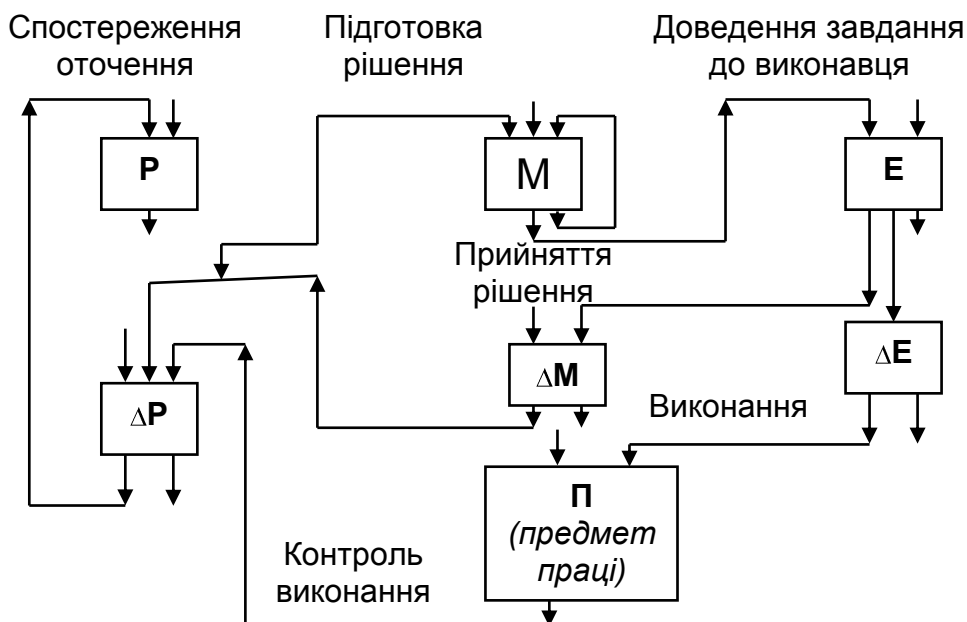 Спостереження
оточення
Підготовка
рішення
Доведення завдання
до виконавця
Р
М
Е
Прийняття
рішення
∆Р
∆М
∆Е
Виконання
П
(предмет
праці)
Контроль
виконання